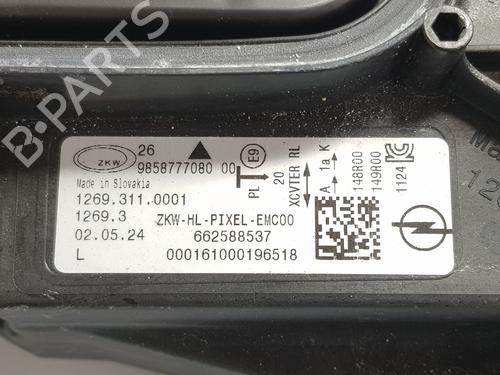 B-PARTS
ZKW
26
9858777080 00
Made in Slovakia
1269.311.0001
1269.3
ZKW-HL-PIXEL-EMC00
02.05.24
662588537
L
000161000196518
E9
PL
20
XCVTER RL
A 1a K
148R00
149R00
1124